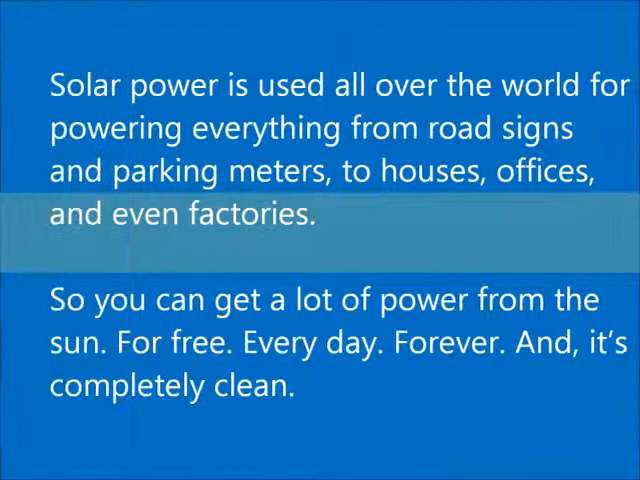 Solar power is used all over the world for
powering everything from road signs
and parking meters, to houses, offices,
and even factories.
So you can get a lot of power from the
sun. For free. Every day. Forever. And, it’s
completely clean.